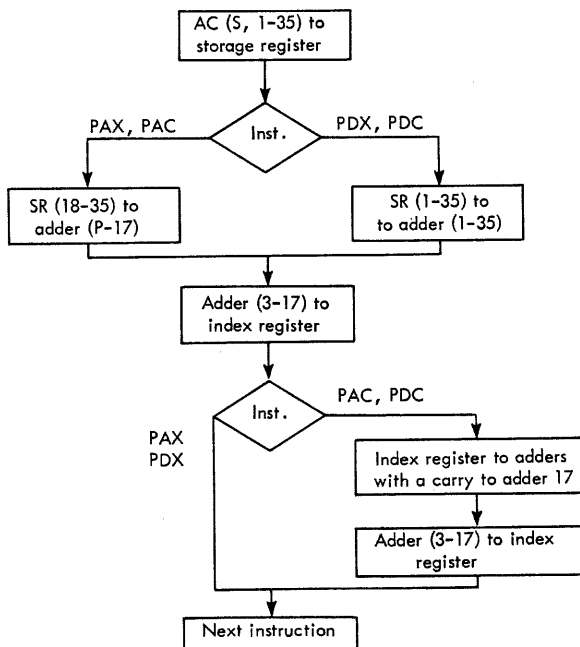 AC (S, 1-35) to
storage register
PAX, PAC
Inst.
PDX, PDC
SR (18-35) to
adder (P-17)
SR (1-35) to
to adder (1-35)
Adder (3-17) to
index register
Inst.
PAC, PDC
PAX
PDX
Index register to adders
with a carry to adder 17
Adder (3-17) to index
register
Next instruction